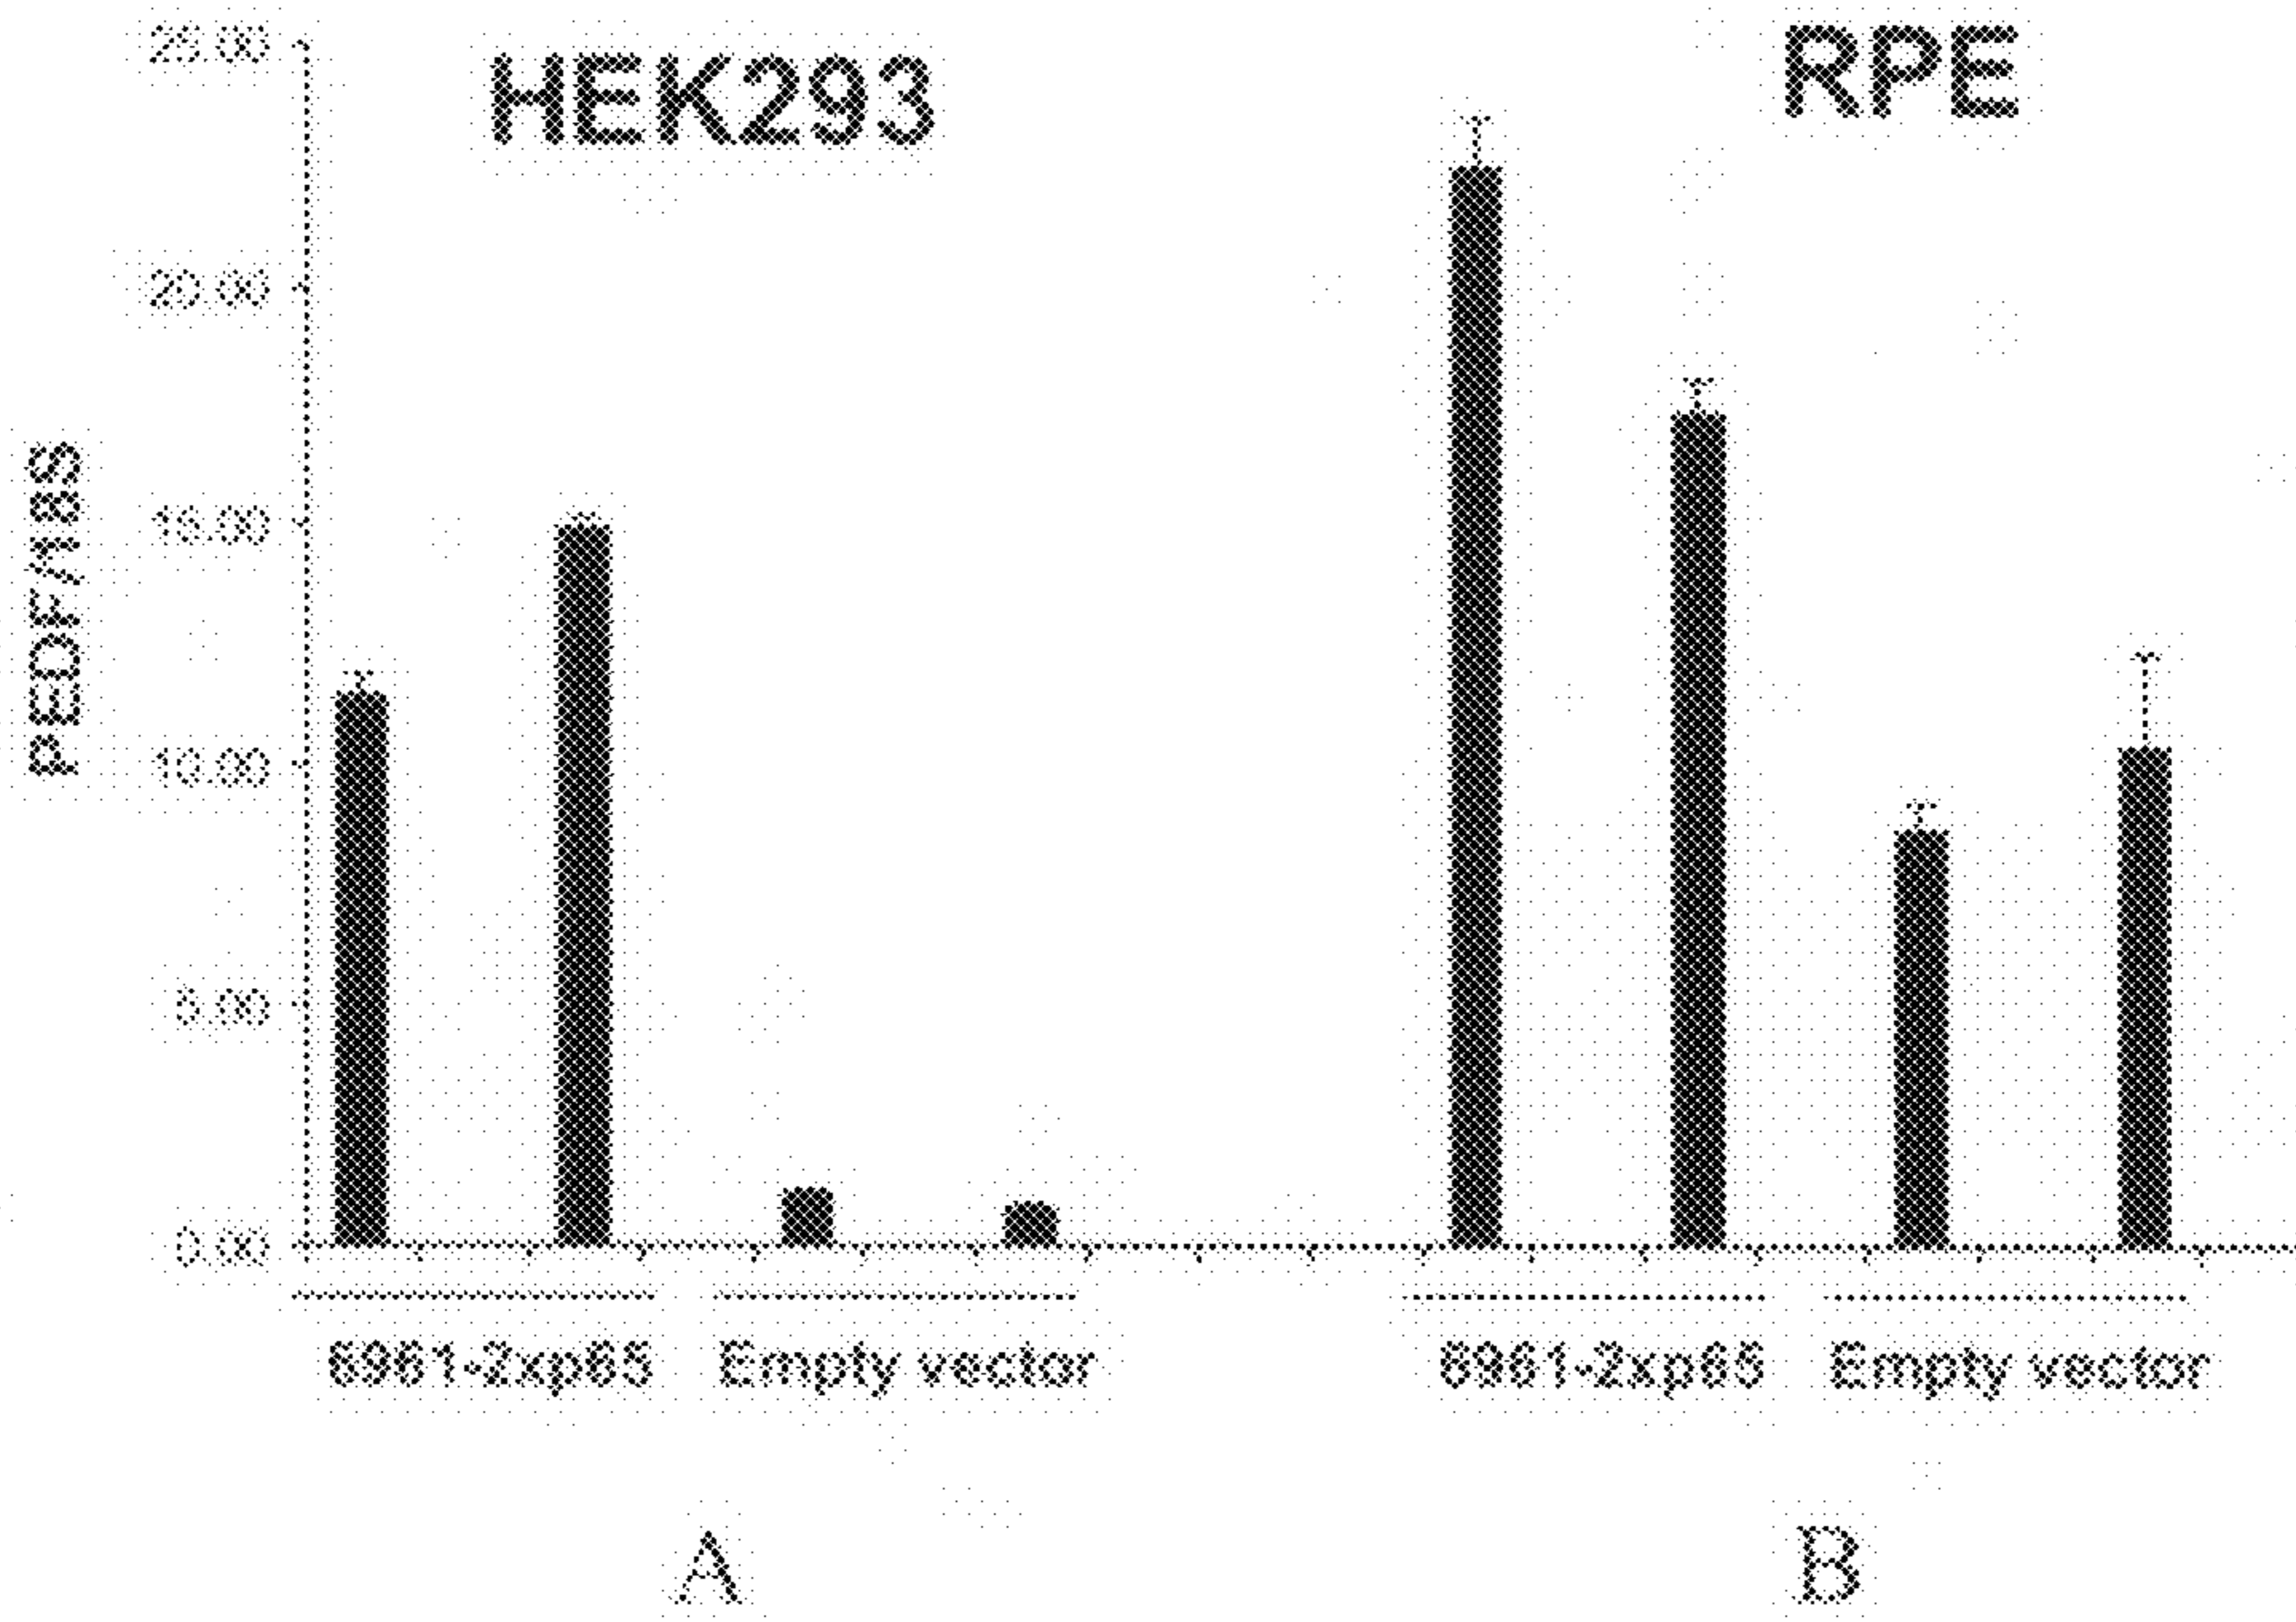 HEK293
RPE
PEDF/18S
25.00
20.00
15.00
10.00
5.00
0.00
6961-2xp65
Empty vector
6961-2xp65
Empty vector
A
B